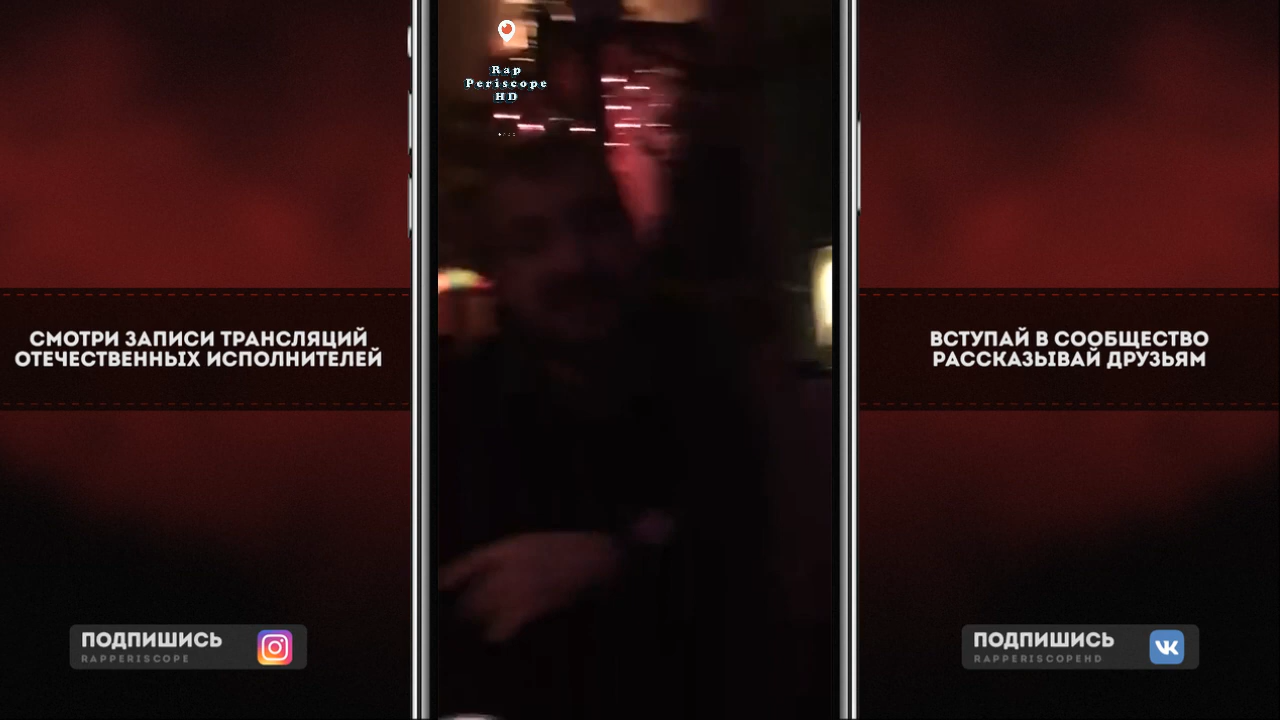 Rap
Periscope
HD
СМОТРИ ЗАПИСИ ТРАНСЛЯЦИЙ
ОТЕЧЕСТВЕННЫХ ИСПОЛНИТЕЛЕЙ
ВСТУПАЙ В СООБЩЕСТВО
РАССКАЗЫВАЙ ДРУЗЬЯМ
ПОДПИШИСЬ
RAPPERISCOPE
ПОДПИШИСЬ
RAPPERISCOPEHD